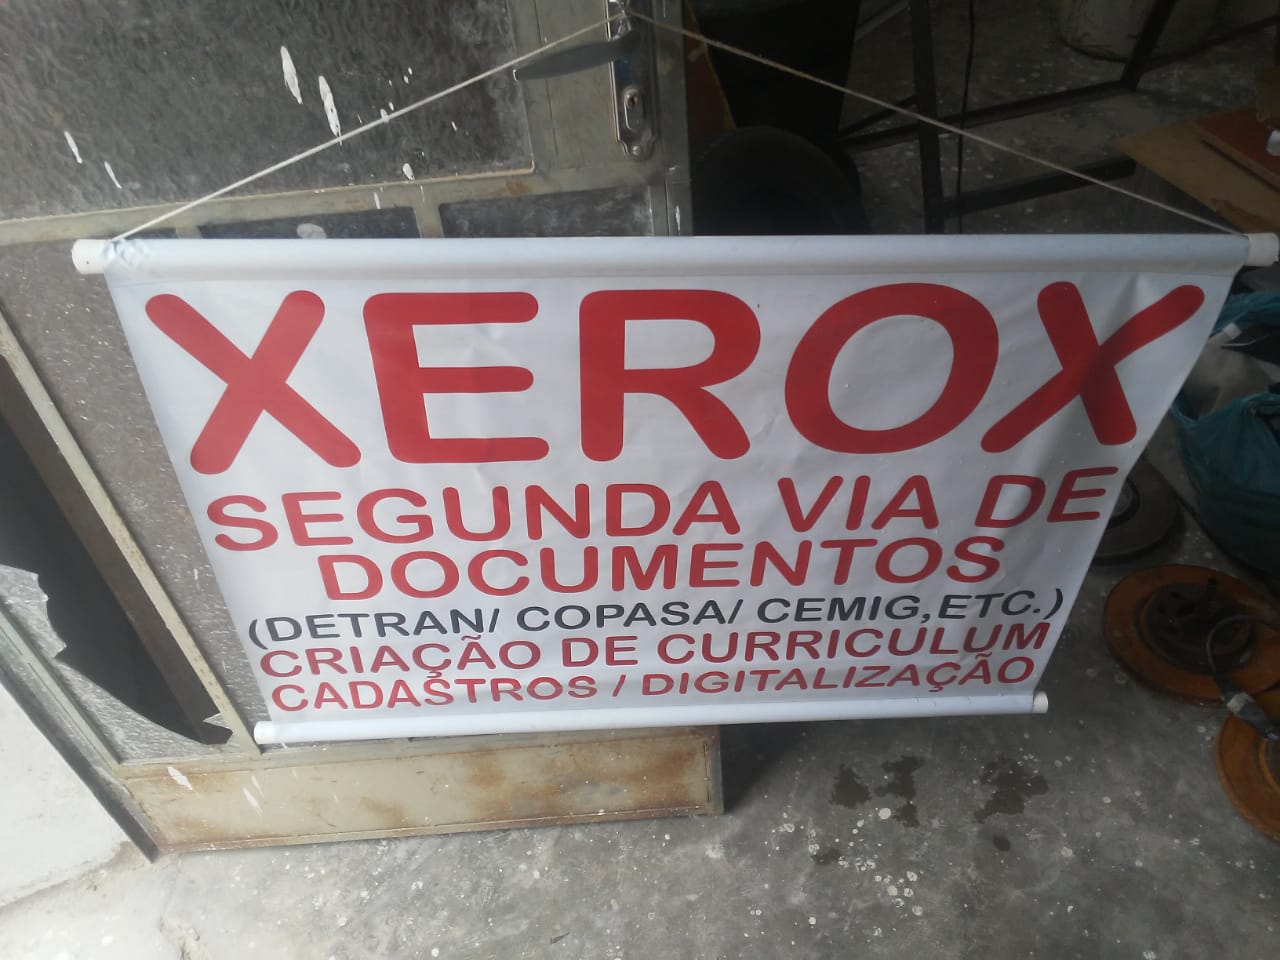 XEROX
SEGUNDA VIA DE
DOCUMENTOS
(DETRAN/ COPASA/ CEMIG,ETC.)
CRIAÇÃO DE CURRICULUM
CADASTROS / DIGITALIZAÇÃO